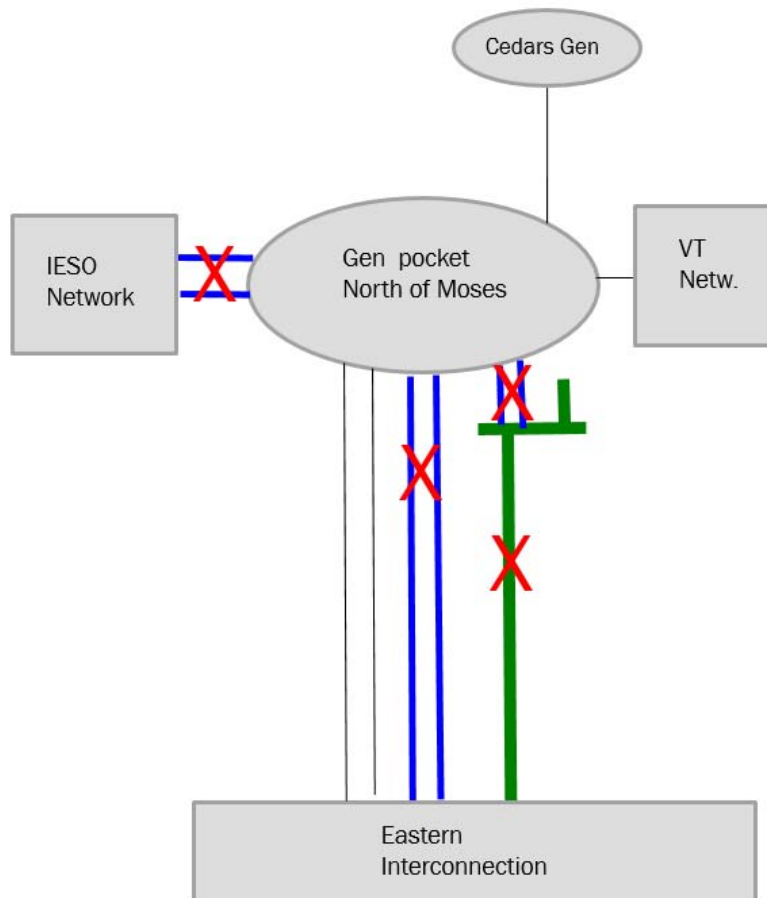 Cedars Gen
IESO
Network
Gen pocket
North of Moses
VT
Netw.
X
X
X
X
Eastern
Interconnection